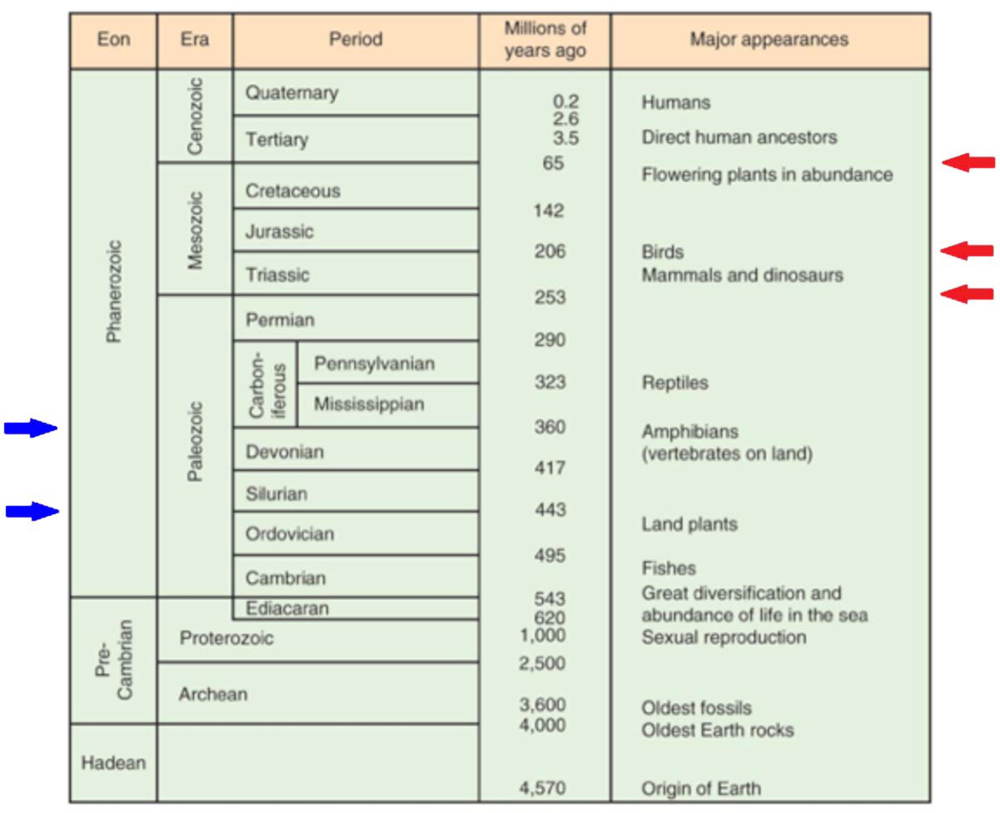 Eon
Era
Period
Millions of
years ago
Major appearances
Phanerozoic
Cenozoic
Quaternary
0.2
Humans
2.6
Tertiary
3.5
Direct human ancestors
65
Mesozoic
Flowering plants in abundance
Cretaceous
142
Jurassic
206
Birds
Triassic
Mammals and dinosaurs
253
Paleozoic
Permian
290
Carbon-
iferous
Pennsylvanian
323
Reptiles
Mississippian
360
Amphibians
(vertebrates on land)
Devonian
417
Silurian
443
Land plants
Ordovician
495
Fishes
Cambrian
543
Great diversification and
abundance of life in the sea
Pre-
Cambrian
Ediacaran
620
Proterozoic
1,000
Sexual reproduction
2,500
Archean
3,600
Oldest fossils
4,000
Oldest Earth rocks
Hadean
4,570
Origin of Earth